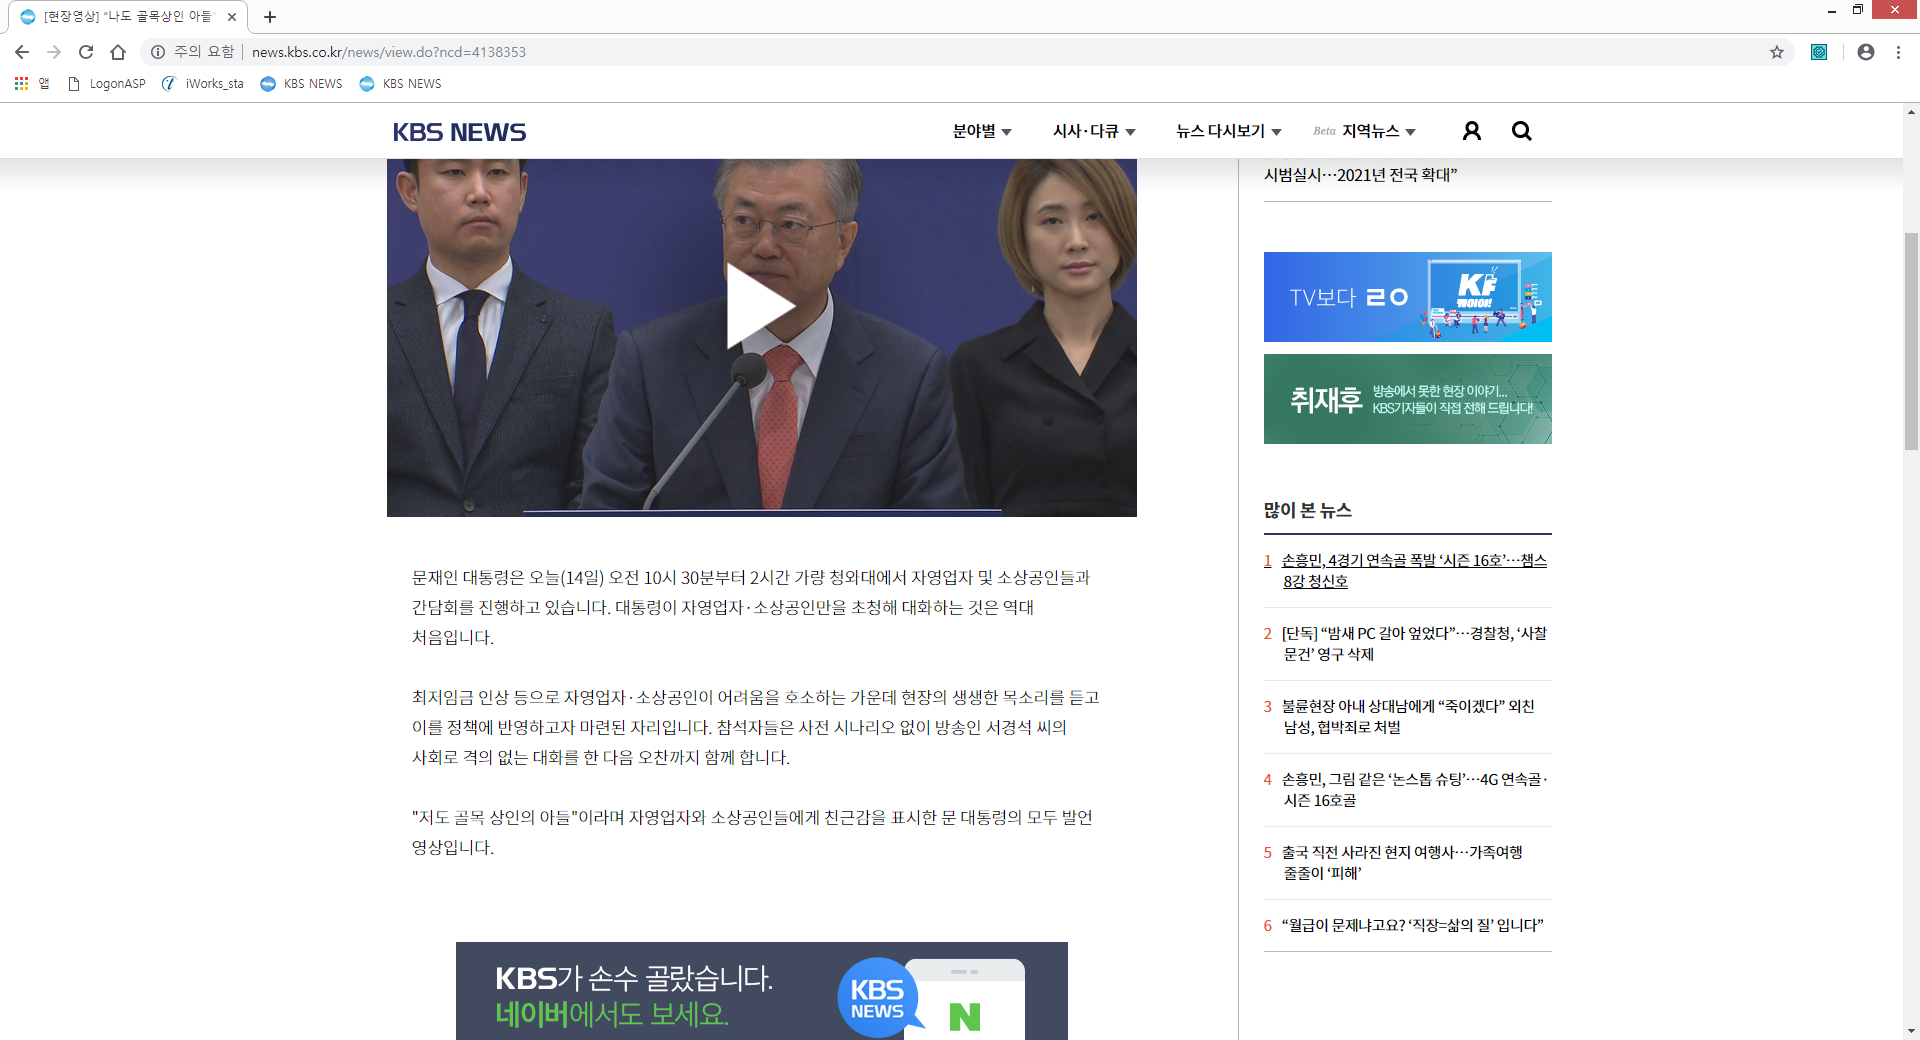 [현장영상] “나도 골목상인 아들
주의 요함
news.kbs.co.kr/news/view.do?ncd=4138353
앱
LogonASP
iWorks_sta
KBS NEWS
KBS NEWS
KBS NEWS
분야별
시사·다큐
뉴스 다시보기
Beta 지역뉴스
시범실시…2021년 전국 확대”
TV보다 ㄹㅇ
케이야!
취재후
방송에서 못한 현장 이야기...
KBS기자들이 직접 전해 드립니다!
많이 본 뉴스
1 손흥민, 4경기 연속골 폭발 ‘시즌 16호’…챔스
8강 청신호
2 [단독] “밤새 PC 갈아 엎었다”…경찰청, ‘사찰
문건’ 영구 삭제
3 불륜현장 아내 상대남에게 “죽이겠다” 외친
남성, 협박죄로 처벌
4 손흥민, 그림 같은 ‘논스톱 슈팅’…4G 연속골·
시즌 16호골
5 출국 직전 사라진 현지 여행사…가족여행
줄줄이 ‘피해’
6 “월급이 문제냐고요? ‘직장=삶의 질’ 입니다”
문재인 대통령은 오늘(14일) 오전 10시 30분부터 2시간 가량 청와대에서 자영업자 및 소상공인들과
간담회를 진행하고 있습니다. 대통령이 자영업자·소상공인만을 초청해 대화하는 것은 역대
처음입니다.
최저임금 인상 등으로 자영업자·소상공인이 어려움을 호소하는 가운데 현장의 생생한 목소리를 듣고
이를 정책에 반영하고자 마련된 자리입니다. 참석자들은 사전 시나리오 없이 방송인 서경석 씨의
사회로 격의 없는 대화를 한 다음 오찬까지 함께 합니다.
"저도 골목 상인의 아들"이라며 자영업자와 소상공인들에게 친근감을 표시한 문 대통령의 모두 발언
영상입니다.
KBS가 손수 골랐습니다.
네이버에서도 보세요.
KBS
NEWS
N